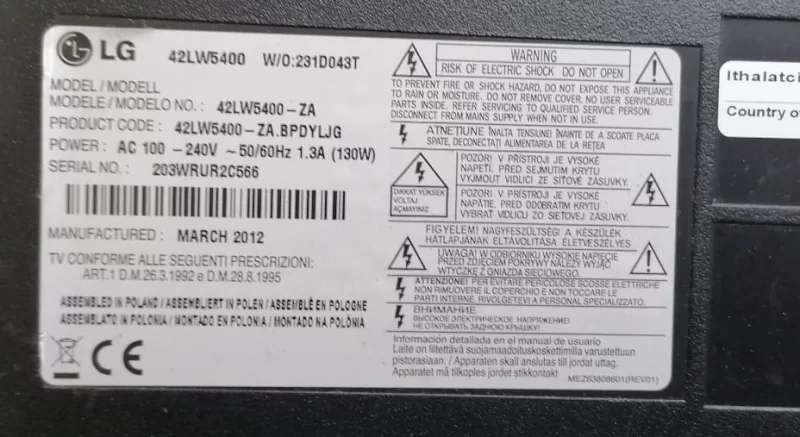 LG 42LW5400 W/O:231D043T
MODEL / MODELL
MODELE / MODELO NO. : 42LW5400-ZA
PRODUCT CODE : 42LW5400-ZA.BPDYLJG
POWER : AC 100 -240V ~50/60Hz 1.3A (130W)
SERIAL NO. : 203WRUR2C566
MANUFACTURED : MARCH 2012
TV CONFORME ALLE SEGUENTI PRESCRIZIONI:
ART.1 D.M.26.3.1992 e D.M.28.8.1995
ASSEMBLED IN POLAND / ASSEMBLIERT IN POLEN / ASSEMBLÉ EN POLOGNE
ASSEMBLATO IN POLONIA / MONTADO EN POLONIA / MONTADO NA POLÔNIA
CE
WARNING
RISK OF ELECTRIC SHOCK DO NOT OPEN
TO PREVENT FIRE OR SHOCK HAZARD, DO NOT EXPOSE THIS APPLIANCE
TO RAIN OR MOISTURE. DO NOT REMOVE COVER. NO USER SERVICEABLE
PARTS INSIDE. REFER SERVICING TO QUALIFIED SERVICE PERSON.
DISCONNECT FROM MAINS SUPPLY WHEN NOT IN USE.
ATNEȚIUNE ÎNALTA TENSIUNE! ÎNAINTE DE A SCOATE PLACA
SPATE, DECONECTAȚI ALIMENTAREA DE LA REȚEA
DIKKAT YÜKSEK
VOLTAJ
AÇMAYINIZ
POZOR! V PŘÍSTROJI JE VYSOKÉ
NAPĚTÍ. PŘED SEJMUTÍM KRYTU
VYJMOUT VIDLICI ZE SÍŤOVÉ ZÁSUVKY.
POZOR! V PRÍSTROJI JE VYSOKÉ
NAPÄTIE. PRED ODOBRATIM KRYTU
VYBRAT VIDLICU ZO SIEŤOVEJ ZÁSUVKY.
FIGYELEM! NAGYFESZÜLTSÉG! A KÉSZÜLÉK
HÁTLAPJÁNAK ELTÁVOLÍTÁSA ÉLETVESZÉLYES
UWAGA! W ODBIORNIKU WYSOKIE NAPIĘCIE
PRZED ZDJĘCIEM POKRYWY NALEŻY WYJĄĆ
WTYCZKĘ Z GNIAZDA SIECIOWEGO.
ATTENZIONE! PER EVITARE PERICOLOSE SCOSSE ELETTRICHE
NON RIMUOVERE IL COPERCHIO E NON TOCCARE LE
PARTI INTERNE, RIVOLGETEVI A PERSONAL SPECIALIZZATO.
ВНИМАНИЕ
ВЫСОКОЕ ЭЛЕКТРИЧЕСКОЕ НАПРЯЖЕНИЕ!
НЕ ОТКРЫВАТЬ ЗАДНЮЮ КРЫШКУ!
Información detallada en el manual de usuario
Laite on liitettävä suojamaadoituskoskettimilla varustettuun
pistorasiaan. / Apparaten skall anslutas till jordat uttag.
Apparatet må tilkoples jordet stikkontakt
MEZ63808601(REV01)
Ithalatci
Country o